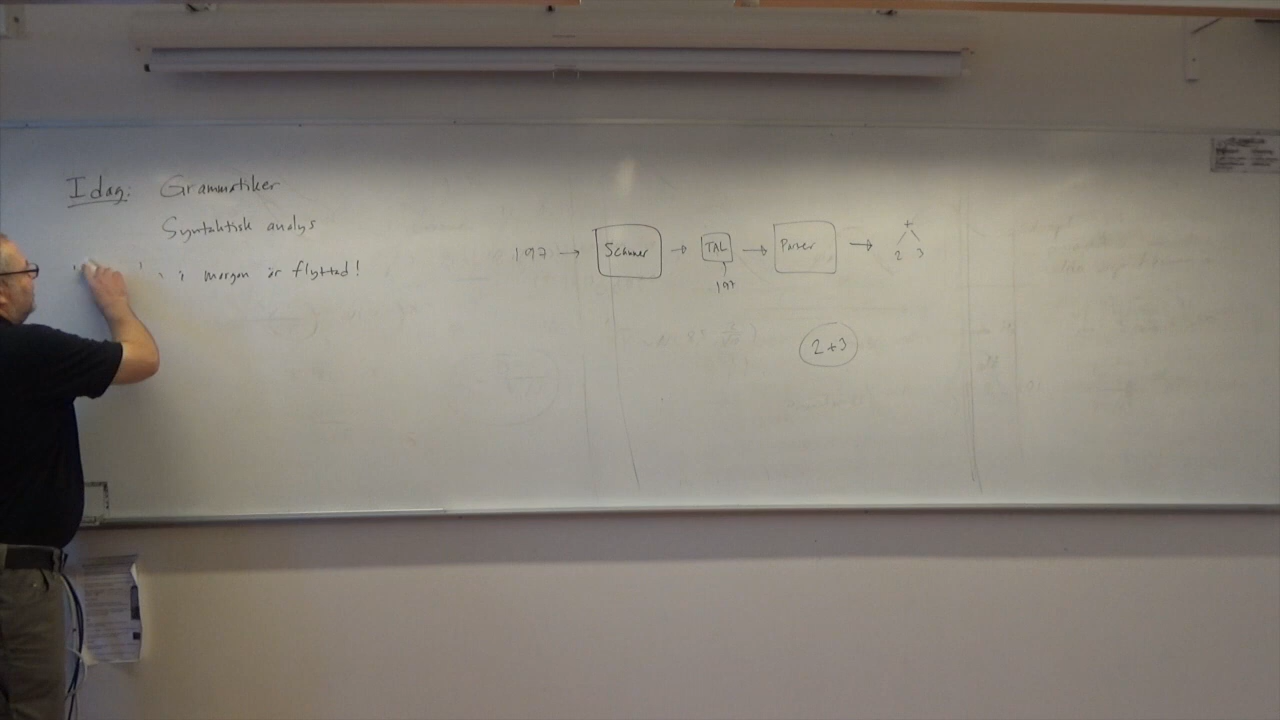 Idag: Grammatiker
Syntaktisk analys
i morgon är flyttad!
197 → Scanner → TAL → Parser → +
2 3
197
2+3